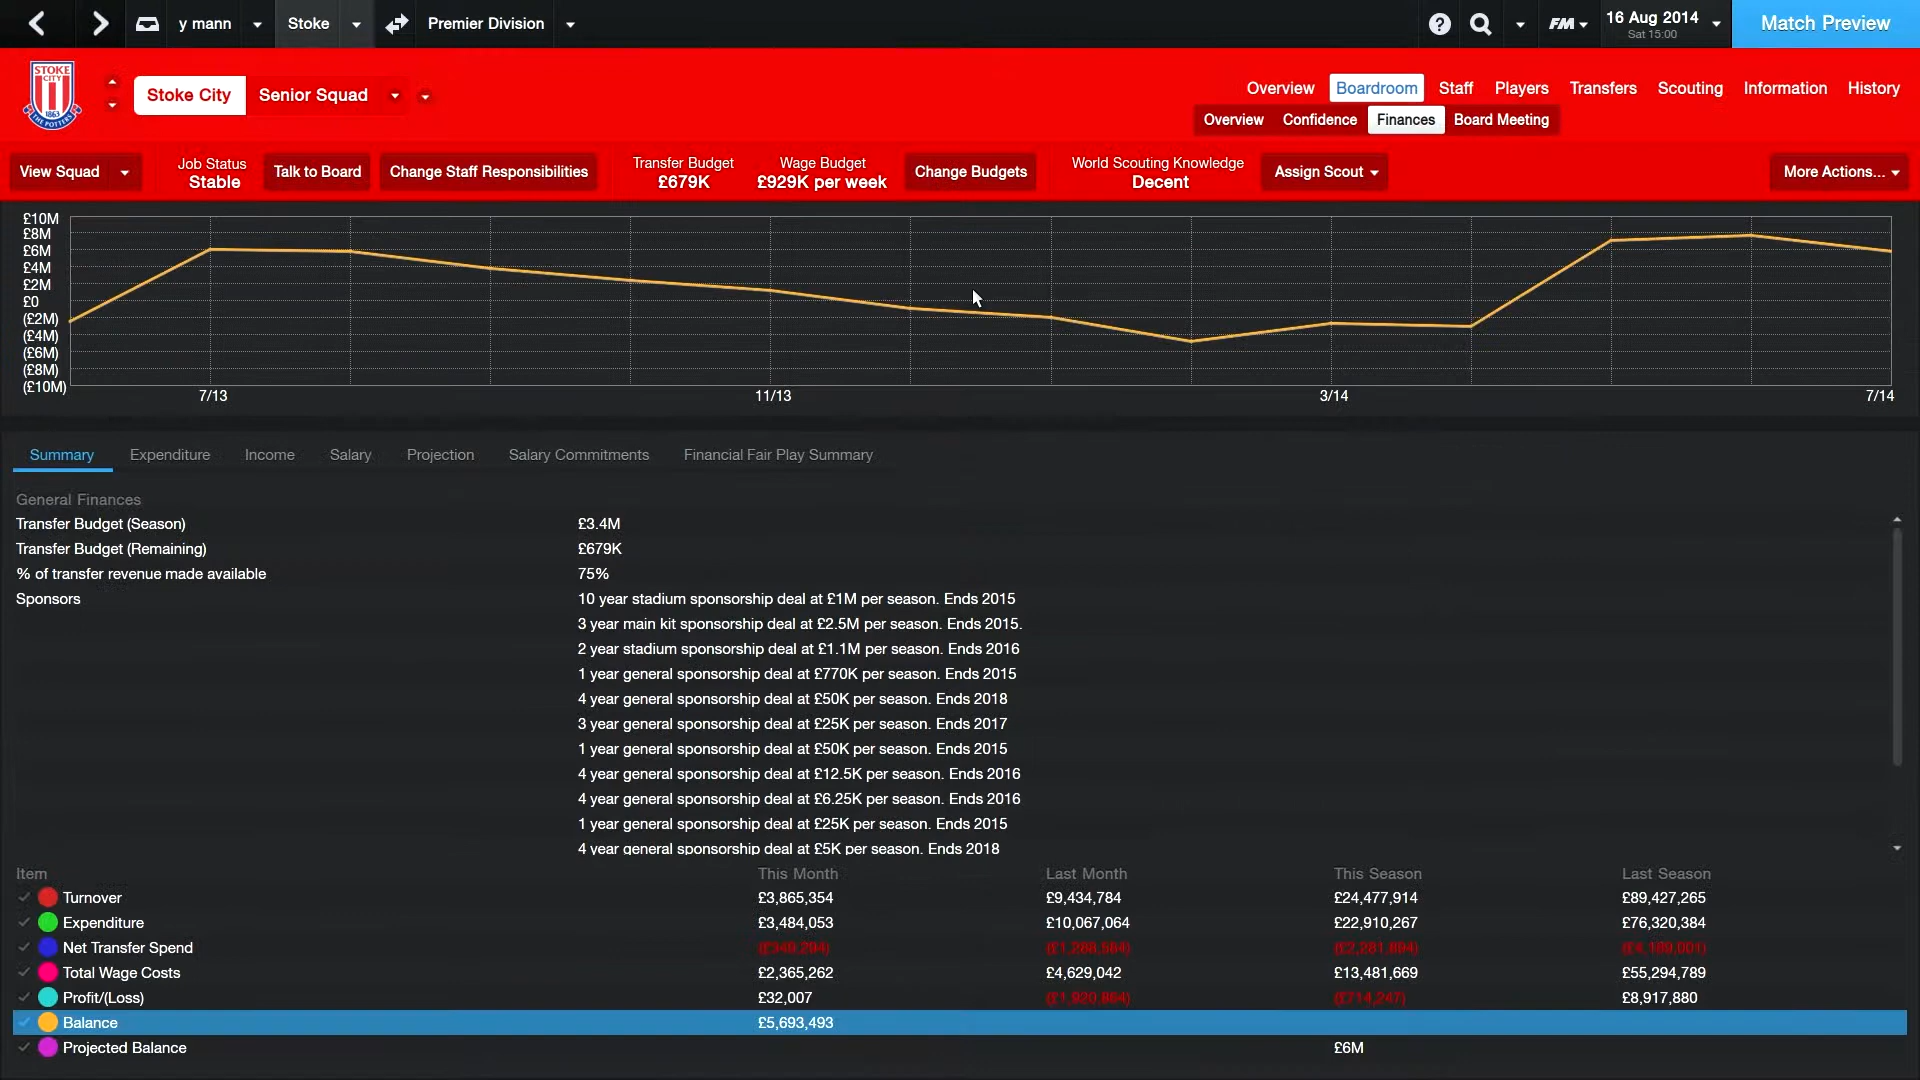 y mann Stoke Premier Division FM 16 Aug 2014 Match Preview
Sat 15:00
STOKE CITY 1863 THE POTTERS
Stoke City Senior Squad
Overview Boardroom Staff Players Transfers Scouting Information History
Overview Confidence Finances Board Meeting
View Squad Job Status Stable Talk to Board Change Staff Responsibilities Transfer Budget £679K Wage Budget £929K per week Change Budgets World Scouting Knowledge Decent Assign Scout More Actions...
£10M
£8M
£6M
£4M
£2M
£0
(£2M)
(£4M)
(£6M)
(£8M)
(£10M)
7/13 11/13 3/14 7/14
Summary Expenditure Income Salary Projection Salary Commitments Financial Fair Play Summary
General Finances
Transfer Budget (Season) £3.4M
Transfer Budget (Remaining) £679K
% of transfer revenue made available 75%
Sponsors 10 year stadium sponsorship deal at £1M per season. Ends 2015
3 year main kit sponsorship deal at £2.5M per season. Ends 2015.
2 year stadium sponsorship deal at £1.1M per season. Ends 2016
1 year general sponsorship deal at £770K per season. Ends 2015
4 year general sponsorship deal at £50K per season. Ends 2018
3 year general sponsorship deal at £25K per season. Ends 2017
1 year general sponsorship deal at £50K per season. Ends 2015
4 year general sponsorship deal at £12.5K per season. Ends 2016
4 year general sponsorship deal at £6.25K per season. Ends 2016
1 year general sponsorship deal at £25K per season. Ends 2015
4 year general sponsorship deal at £5K per season. Ends 2018
Item This Month Last Month This Season Last Season
Turnover £3,865,354 £9,434,784 £24,477,914 £89,427,265
Expenditure £3,484,053 £10,067,064 £22,910,267 £76,320,384
Net Transfer Spend
Total Wage Costs £2,365,262 £4,629,042 £13,481,669 £55,294,789
Profit/(Loss) £32,007 (£714,247) £8,917,880
Balance £5,693,493
Projected Balance £6M